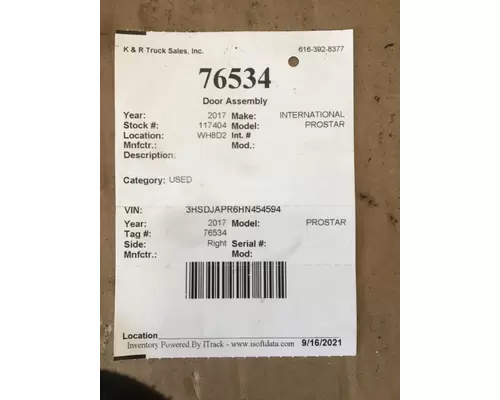 K & R Truck Sales, Inc. 616-392-8377
76534
Door Assembly
Year: 2017 Make: INTERNATIONAL
Stock #: 117404 Model: PROSTAR
Location: WH8D2 Int. #
Mnfctr.: Mod.:
Description:
Category: USED
VIN: 3HSDJAPR6HN454594
Year: 2017 Model: PROSTAR
Tag #: 76534
Side: Right Serial #:
Mnfctr.: Mod:
Location
Inventory Powered By ITrack - www.isoftdata.com 9/16/2021